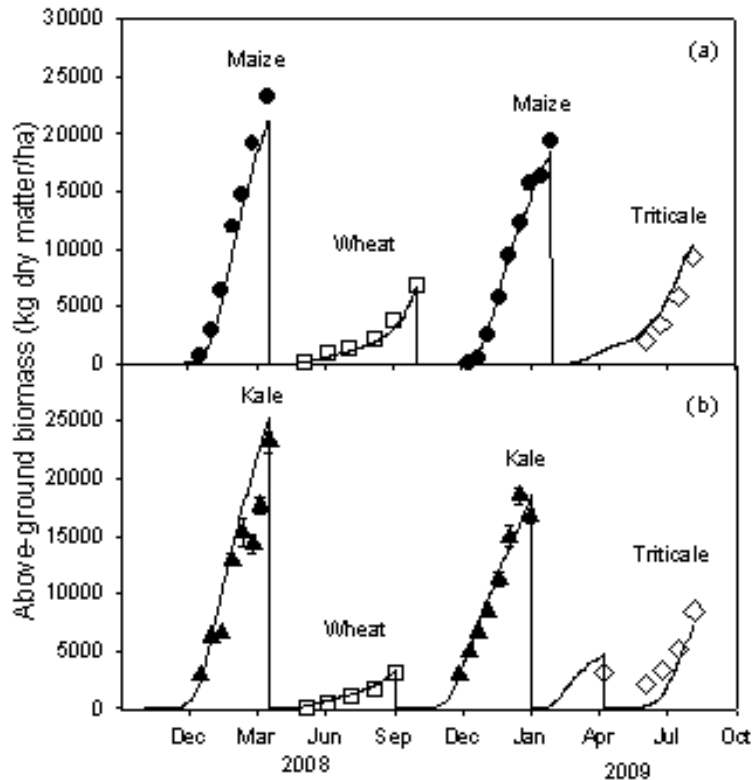 30000
(a)
Maize
25000
Maize
20000
15000
Triticale
10000
Wheat
5000
0
Kale
(b)
25000
Kale
20000
15000
Triticale
10000
Wheat
5000
0
Dec Mar Jun Sep Dec Jan Apr Jul Oct
2008 2009
Above-ground biomass (kg dry matter/ha)